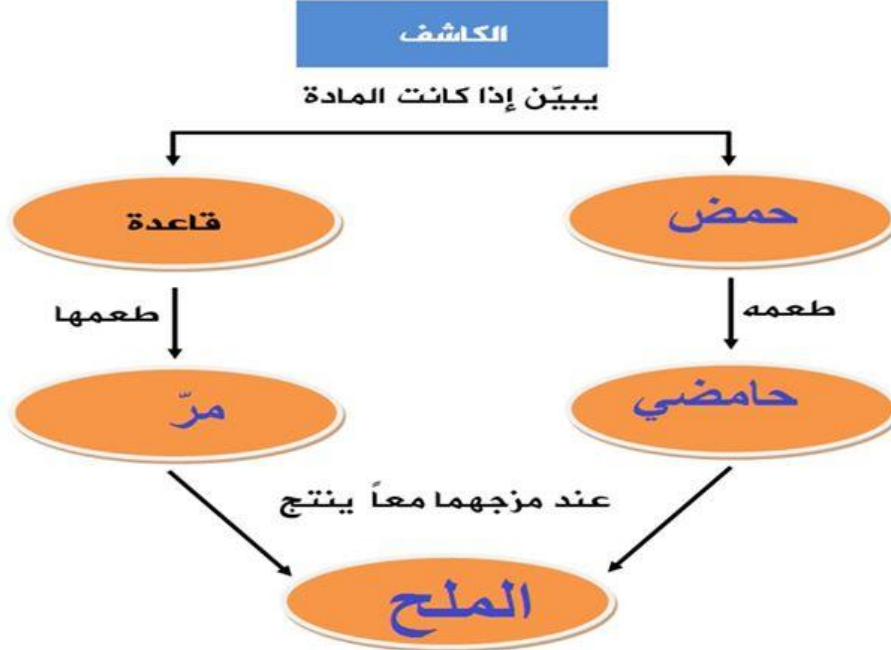 الكاشف
يبيّن إذا كانت المادة
حمض
قاعدة
طعمه
طعمها
حامضي
مرّ
عند مزجهما معاً ينتج
الملح